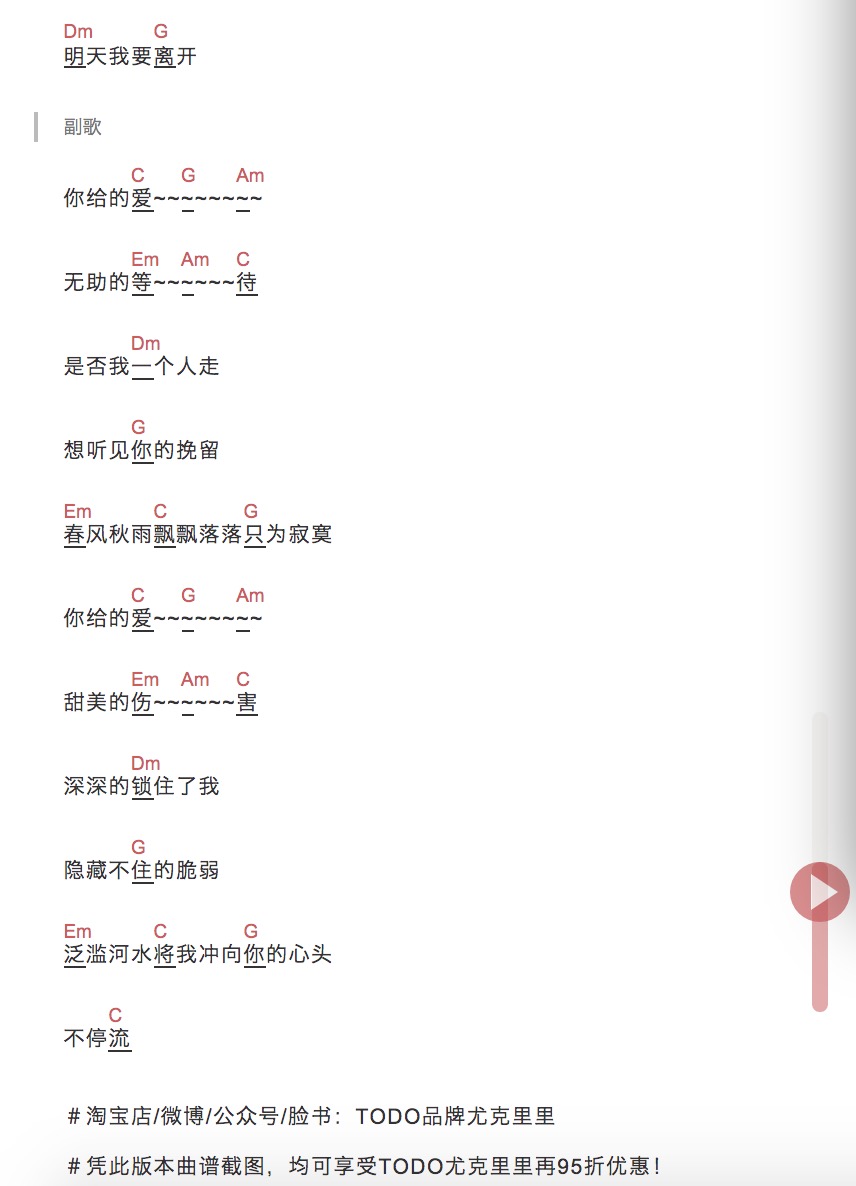 Dm G
明天我要离开
副歌
C G Am
你给的爱~~~~~~~~
Em Am C
无助的等~~~~~~待
Dm
是否我一个人走
G
想听见你的挽留
Em C G
春风秋雨飘飘落落只为寂寞
C G Am
你给的爱~~~~~~~~
Em Am C
甜美的伤~~~~~~害
Dm
深深的锁住了我
G
隐藏不住的脆弱
Em C G
泛滥河水将我冲向你的心头
C
不停流
# 淘宝店/微博/公众号/脸书：TODO品牌尤克里里
# 凭此版本曲谱截图，均可享受TODO尤克里里再95折优惠！